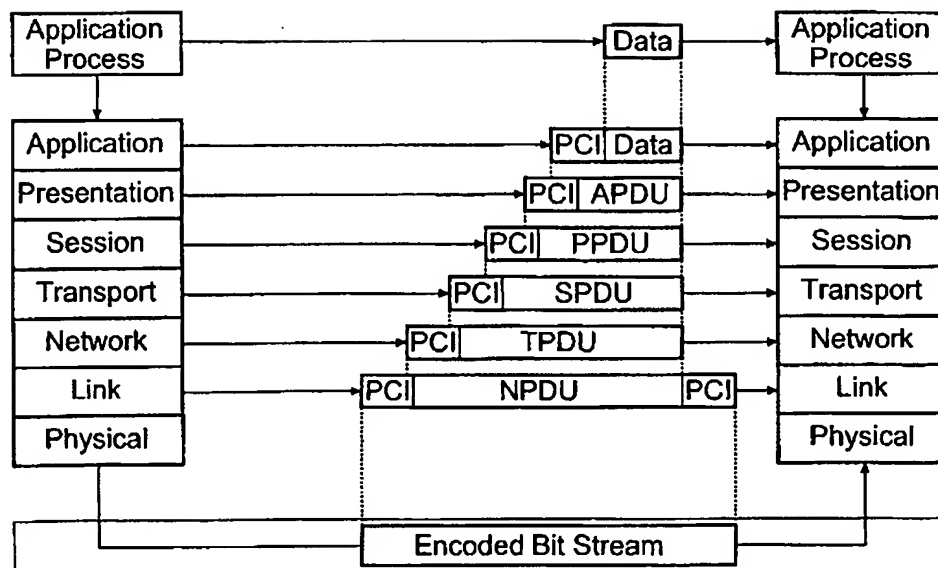 Application
Process
Data
Application
Process
Application
PCI Data
Application
Presentation
PCI APDU
Presentation
Session
PCI PPDU
Session
Transport
PCI SPDU
Transport
Network
PCI TPDU
Network
Link
PCI NPDU PCI
Link
Physical
Physical
Encoded Bit Stream